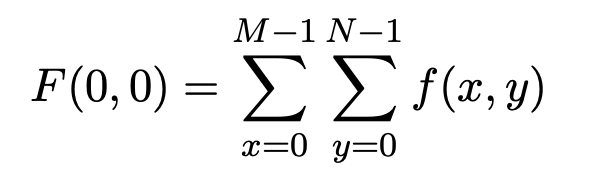 F(0,0) = \sum_{x=0}^{M-1} \sum_{y=0}^{N-1} f(x,y)